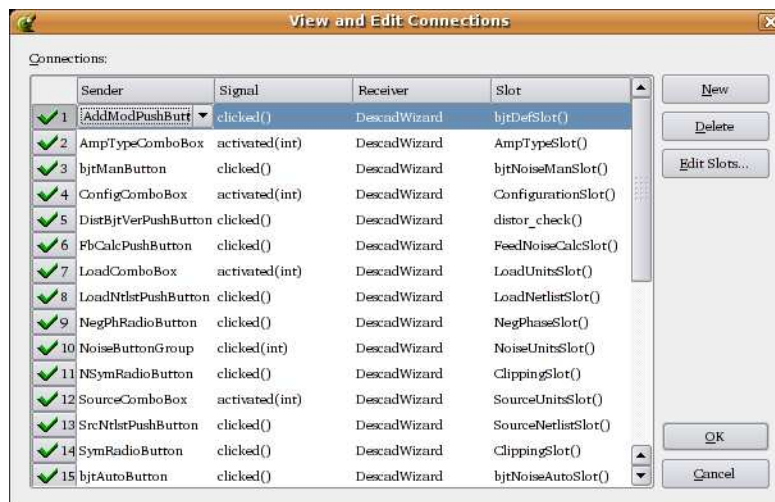 View and Edit Connections
Connections:
Sender Signal Receiver Slot
1 AddModPushButt clicked() DescadWizard bjtDefSlot()
2 AmpTypeComboBox activated(int) DescadWizard AmpTypeSlot()
3 bjtManButton clicked() DescadWizard bjtNoiseManSlot()
4 ConfigComboBox activated(int) DescadWizard ConfigurationSlot()
5 DistBjtVerPushButton clicked() DescadWizard distor_check()
6 FbCalcPushButton clicked() DescadWizard FeedNoiseCalcSlot()
7 LoadComboBox activated(int) DescadWizard LoadUnitsSlot()
8 LoadNtlstPushButton clicked() DescadWizard LoadNetlistSlot()
9 NegPhRadioButton clicked() DescadWizard NegPhaseSlot()
10 NoiseButtonGroup clicked(int) DescadWizard NoiseUnitsSlot()
11 NSymRadioButton clicked() DescadWizard ClippingSlot()
12 SourceComboBox activated(int) DescadWizard SourceUnitsSlot()
13 SrcNtlstPushButton clicked() DescadWizard SourceNetlistSlot()
14 SymRadioButton clicked() DescadWizard ClippingSlot()
15 bjtAutoButton clicked() DescadWizard bjtNoiseAutoSlot()
New
Delete
Edit Slots...
OK
Cancel